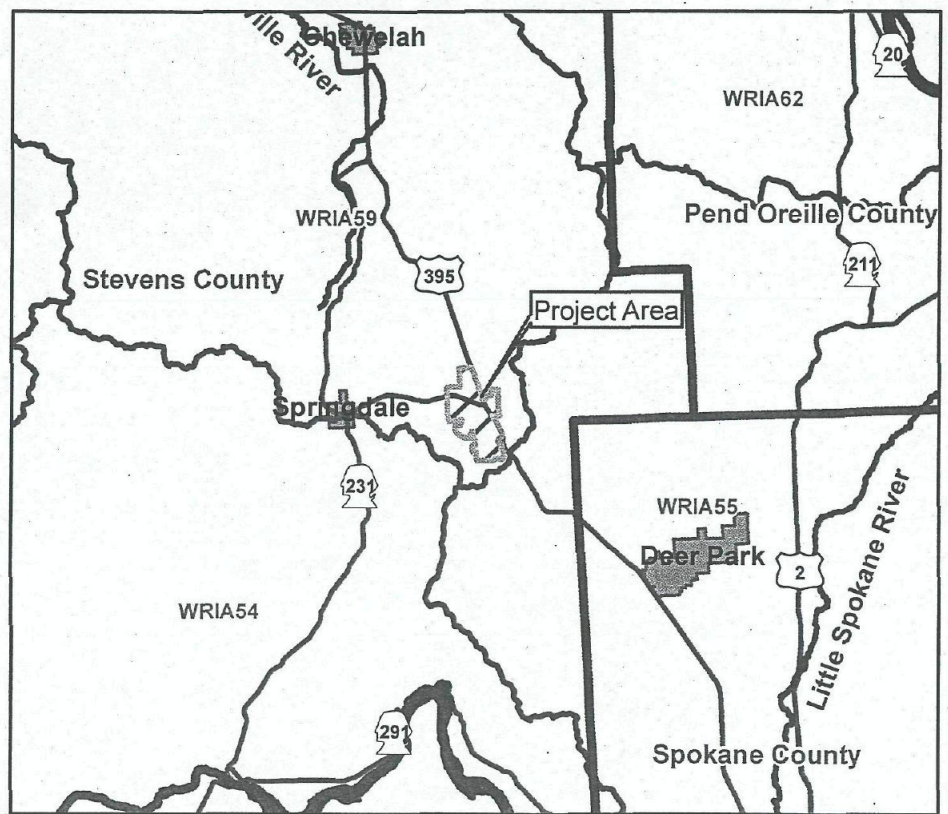 Chewelah
ville River
20
WRIA62
WRIA59
Pend Oreille County
Stevens County
395
211
Project Area
Springdale
231
WRIA55
Deer Park
2
Little Spokane River
WRIA54
291
Spokane County